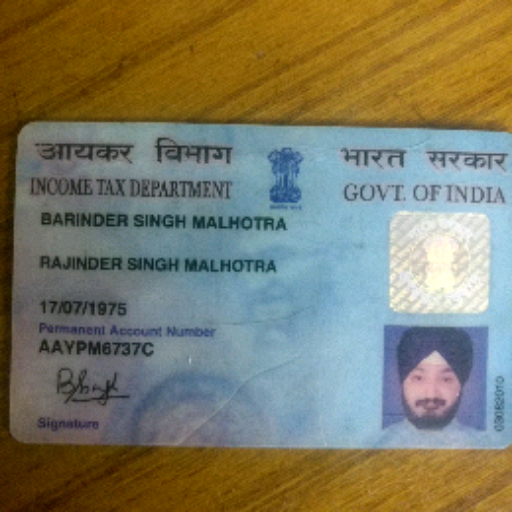 आयकर विभाग
INCOME TAX DEPARTMENT
भारत सरकार
GOVT. OF INDIA
BARINDER SINGH MALHOTRA
RAJINDER SINGH MALHOTRA
17/07/1975
Permanent Account Number
AAYPM6737C
Signature
03082010